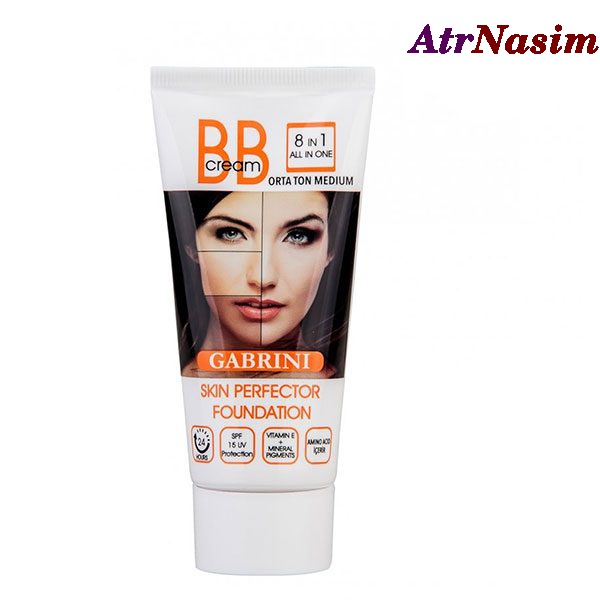 AtrNasim
BB
cream
8 IN 1
ALL IN ONE
ORTA TON MEDIUM
GABRINI
SKIN PERFECTOR
FOUNDATION
24
HOURS
SPF
15 UV
Protection
VITAMIN E
+
MINERAL
PIGMENTS
AMINO ACID
İÇERİR